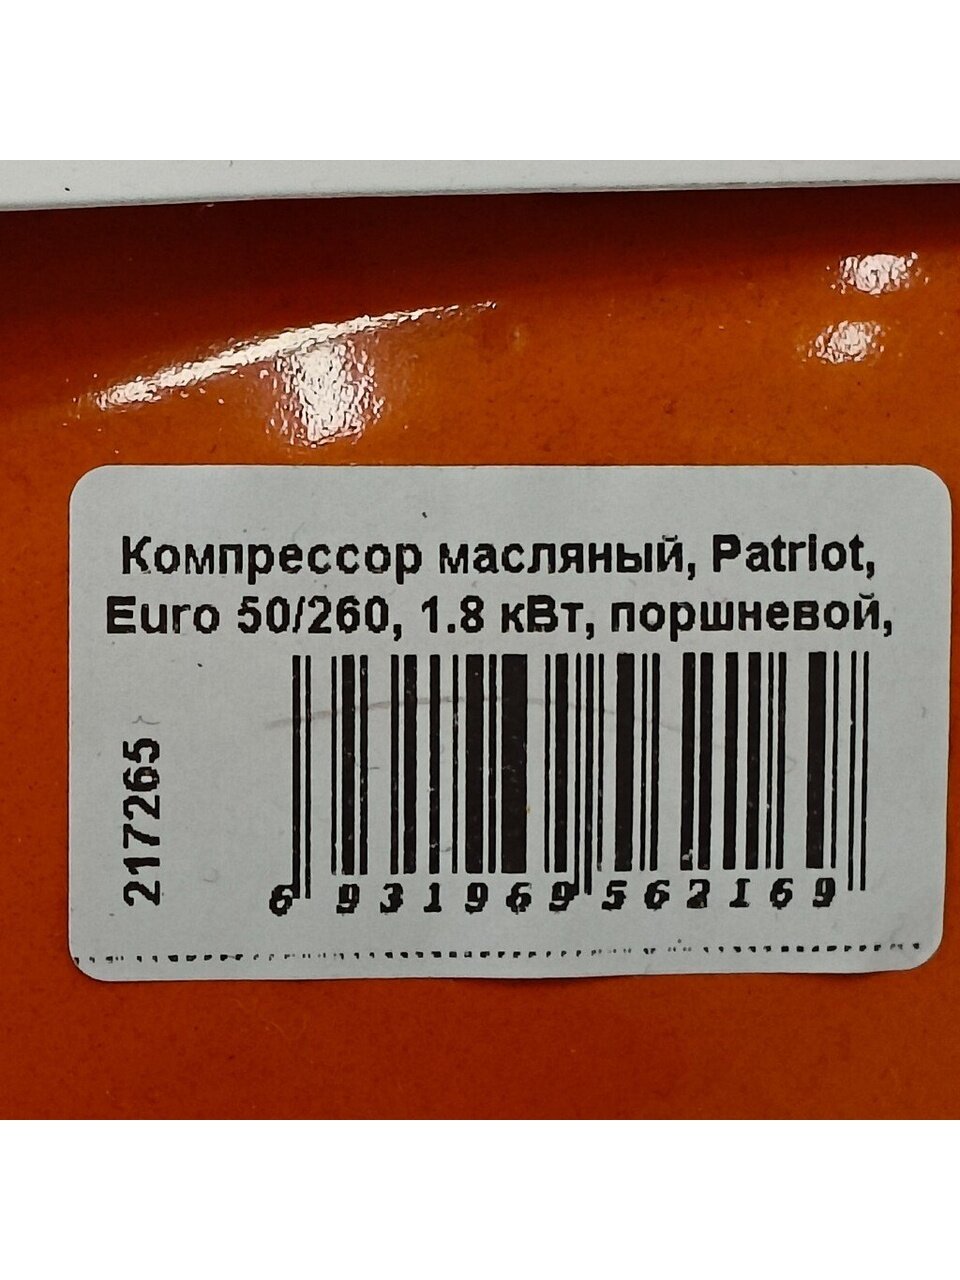 Компрессор масляный, Patriot,
Euro 50/260, 1.8 кВт, поршневой,
217265
6 931969 562169